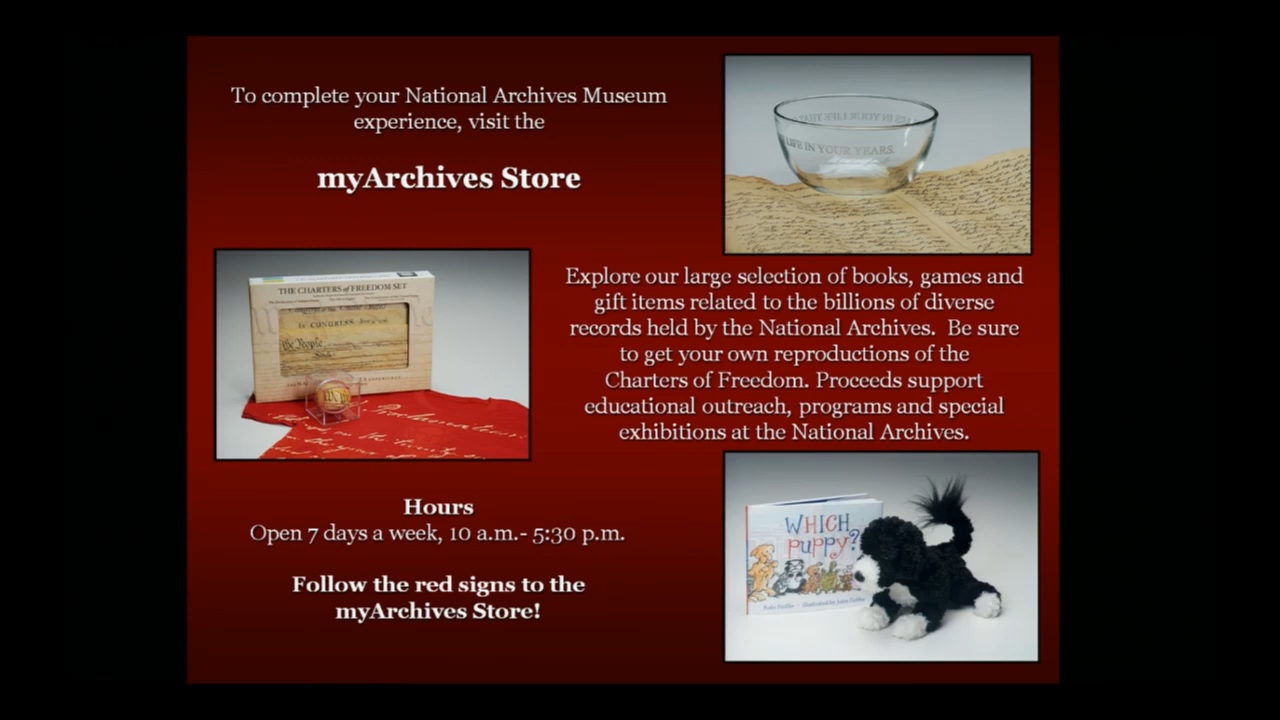 To complete your National Archives Museum
experience, visit the
myArchives Store
LIFE IN YOUR YEARS.
THE CHARTERS of FREEDOM SET
IN CONGRESS
the People
Explore our large selection of books, games and
gift items related to the billions of diverse
records held by the National Archives.  Be sure
to get your own reproductions of the
Charters of Freedom. Proceeds support
educational outreach, programs and special
exhibitions at the National Archives.
Hours
Open 7 days a week, 10 a.m.- 5:30 p.m.
Follow the red signs to the
myArchives Store!
WHICH
puppy?